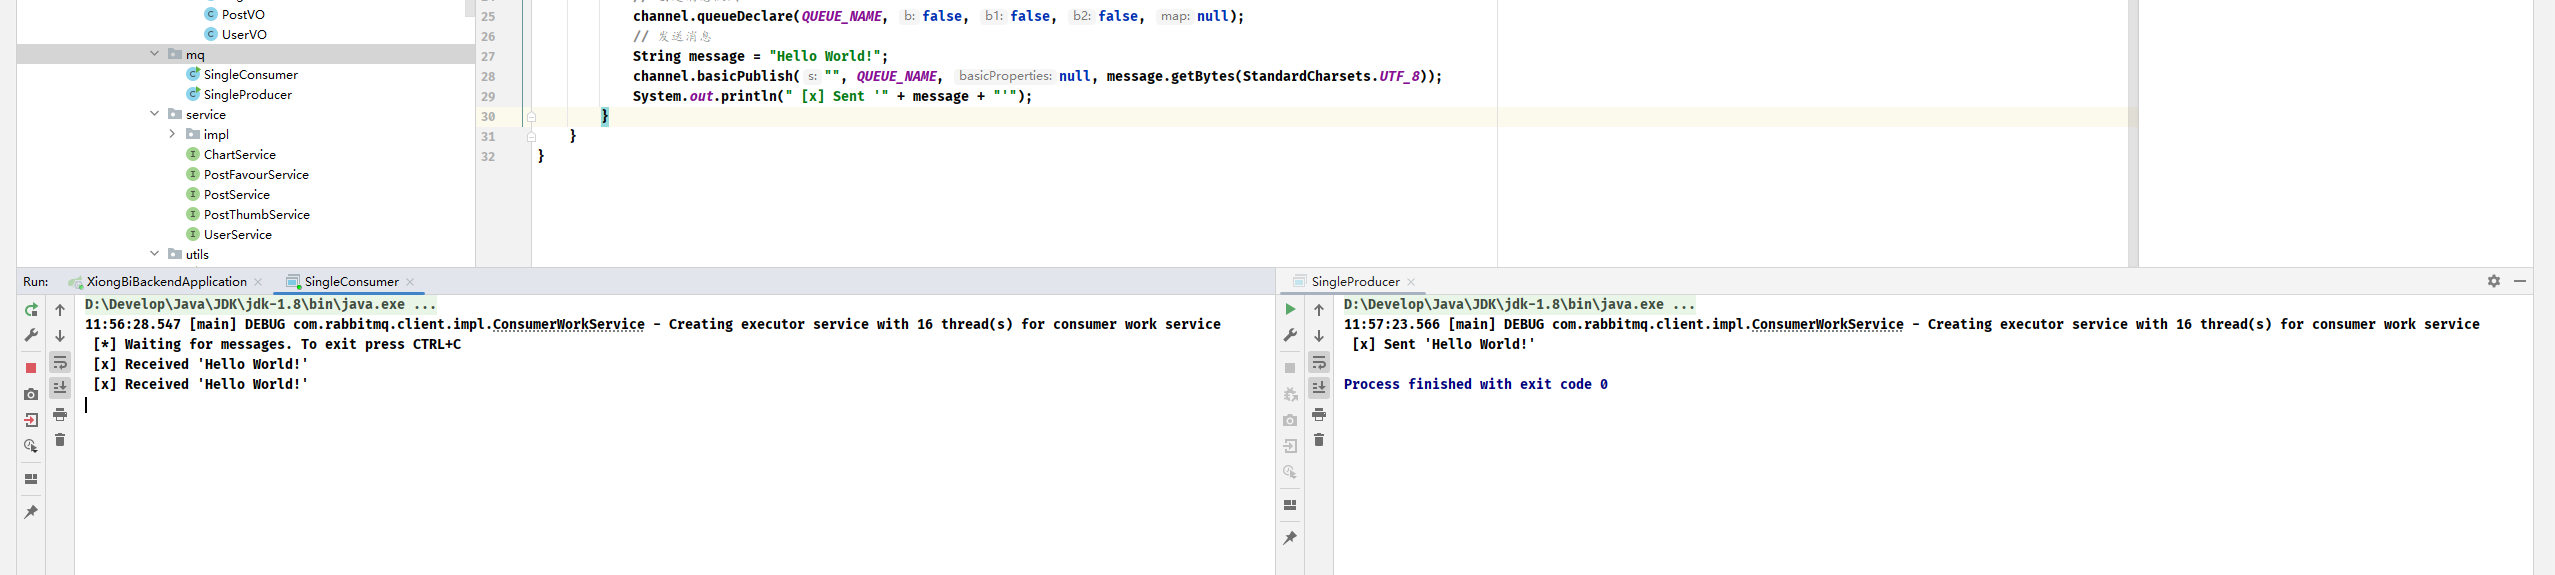 PostVO
UserVO
mq
SingleConsumer
SingleProducer
service
impl
ChartService
PostFavourService
PostService
PostThumbService
UserService
utils
25 channel.queueDeclare(QUEUE_NAME, b: false, b1: false, b2: false, map: null);
26 // 发送消息
27 String message = "Hello World!";
28 channel.basicPublish( s: "", QUEUE_NAME, basicProperties: null, message.getBytes(StandardCharsets.UTF_8));
29 System.out.println(" [x] Sent '" + message + "'");
30 }
31 }
32 }
Run: XiongBiBackendApplication SingleConsumer
D:\Develop\Java\JDK\jdk-1.8\bin\java.exe ...
11:56:28.547 [main] DEBUG com.rabbitmq.client.impl.ConsumerWorkService - Creating executor service with 16 thread(s) for consumer work service
[*] Waiting for messages. To exit press CTRL+C
[x] Received 'Hello World!'
[x] Received 'Hello World!'
SingleProducer
D:\Develop\Java\JDK\jdk-1.8\bin\java.exe ...
11:57:23.566 [main] DEBUG com.rabbitmq.client.impl.ConsumerWorkService - Creating executor service with 16 thread(s) for consumer work service
[x] Sent 'Hello World!'
Process finished with exit code 0